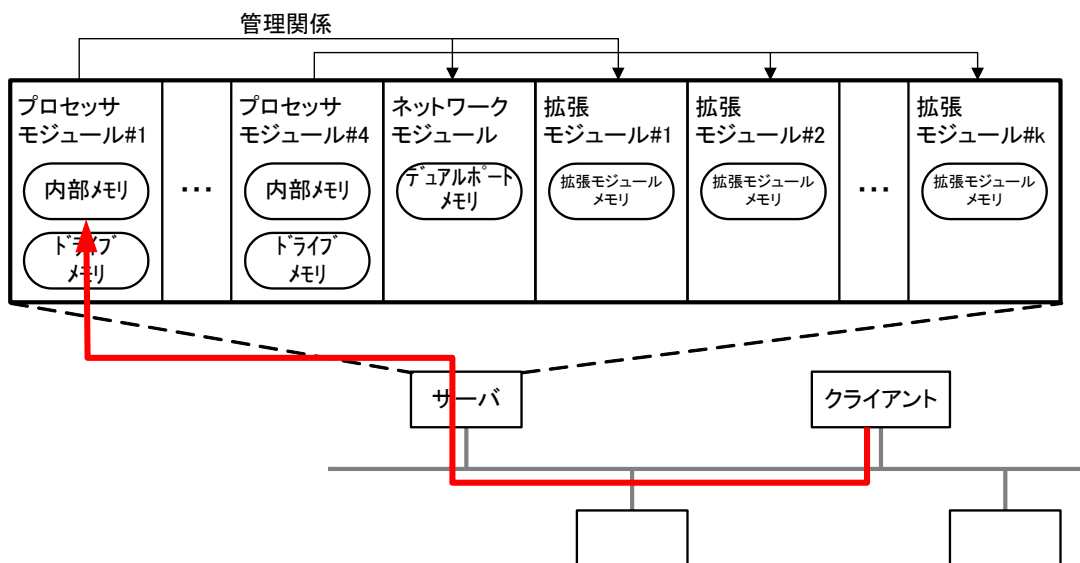 管理関係
プロセッサ
モジュール#1
内部メモリ
ドライブ
メモリ
･･･
プロセッサ
モジュール#4
内部メモリ
ドライブ
メモリ
ネットワーク
モジュール
デュアルポート
メモリ
拡張
モジュール#1
拡張モジュール
メモリ
拡張
モジュール#2
拡張モジュール
メモリ
･･･
拡張
モジュール#k
拡張モジュール
メモリ
サーバ
クライアント